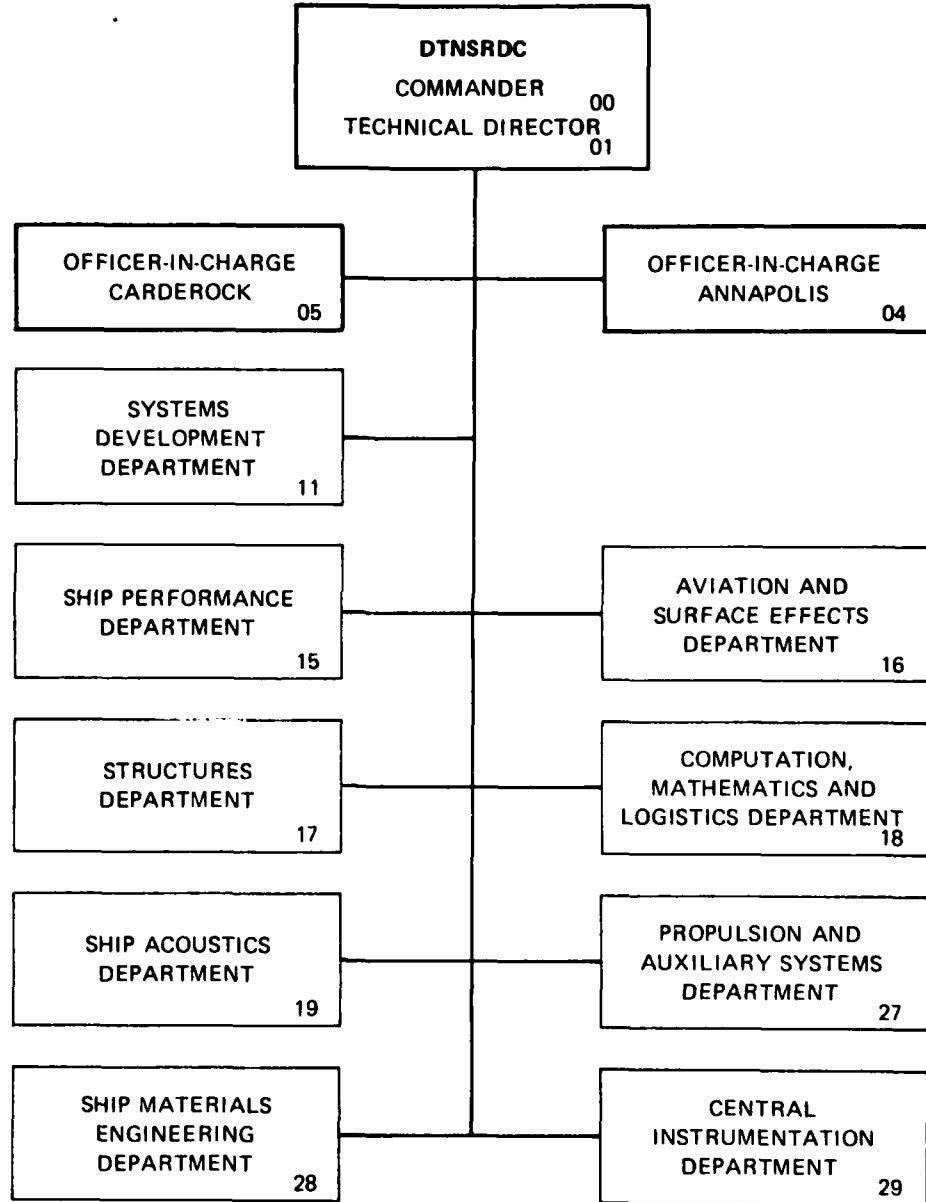 DTNSRDC
COMMANDER
00
TECHNICAL DIRECTOR
01
OFFICER-IN-CHARGE
CARDEROCK
05
OFFICER-IN-CHARGE
ANNAPOLIS
04
SYSTEMS
DEVELOPMENT
DEPARTMENT
11
SHIP PERFORMANCE
DEPARTMENT
15
AVIATION AND
SURFACE EFFECTS
DEPARTMENT
16
STRUCTURES
DEPARTMENT
17
COMPUTATION,
MATHEMATICS AND
LOGISTICS DEPARTMENT
18
SHIP ACOUSTICS
DEPARTMENT
19
PROPULSION AND
AUXILIARY SYSTEMS
DEPARTMENT
27
SHIP MATERIALS
ENGINEERING
DEPARTMENT
28
CENTRAL
INSTRUMENTATION
DEPARTMENT
29